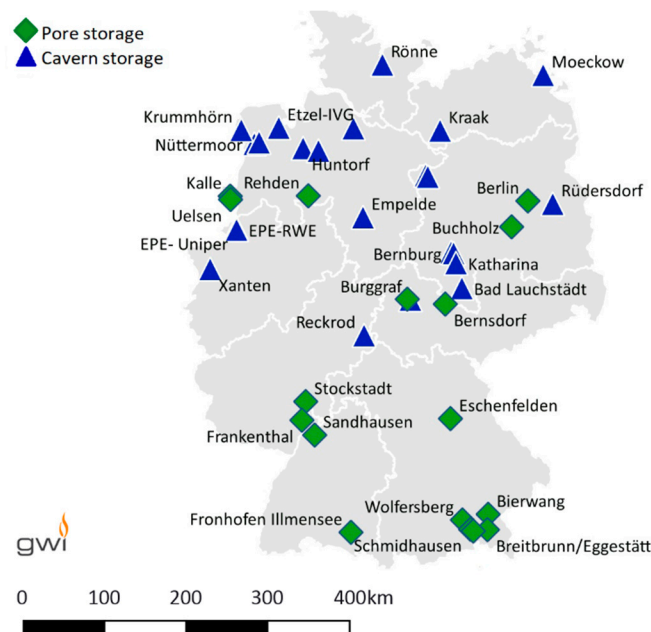 Pore storage
Cavern storage
Rönne
Moeckow
Krummhörn
Etzel-IVG
Kraak
Nüttermoor
Huntorf
Kalle
Rehden
Berlin
Rüdersdorf
Uelsen
Empelde
Buchholz
EPE-RWE
EPE- Uniper
Bernburg
Katharina
Xanten
Burggraf
Bad Lauchstädt
Bernsdorf
Reckrod
Stockstadt
Eschenfelden
Sandhausen
Frankenthal
Wolfersberg
Bierwang
Fronhofen Illmensee
Schmidhausen
Breitbrunn/Eggestätt
gwi
0 100 200 300 400km